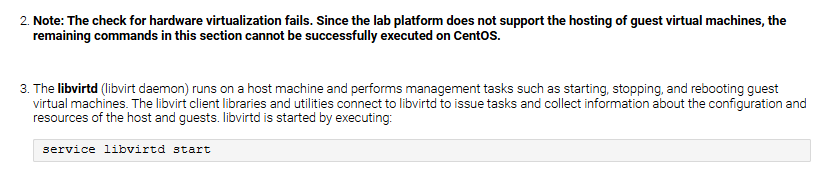 2. Note: The check for hardware virtualization fails. Since the lab platform does not support the hosting of guest virtual machines, the
remaining commands in this section cannot be successfully executed on CentOS.
3. The libvirtd (libvirt daemon) runs on a host machine and performs management tasks such as starting, stopping, and rebooting guest
virtual machines. The libvirt client libraries and utilities connect to libvirtd to issue tasks and collect information about the configuration and
resources of the host and guests. libvirtd is started by executing:
service libvirtd start